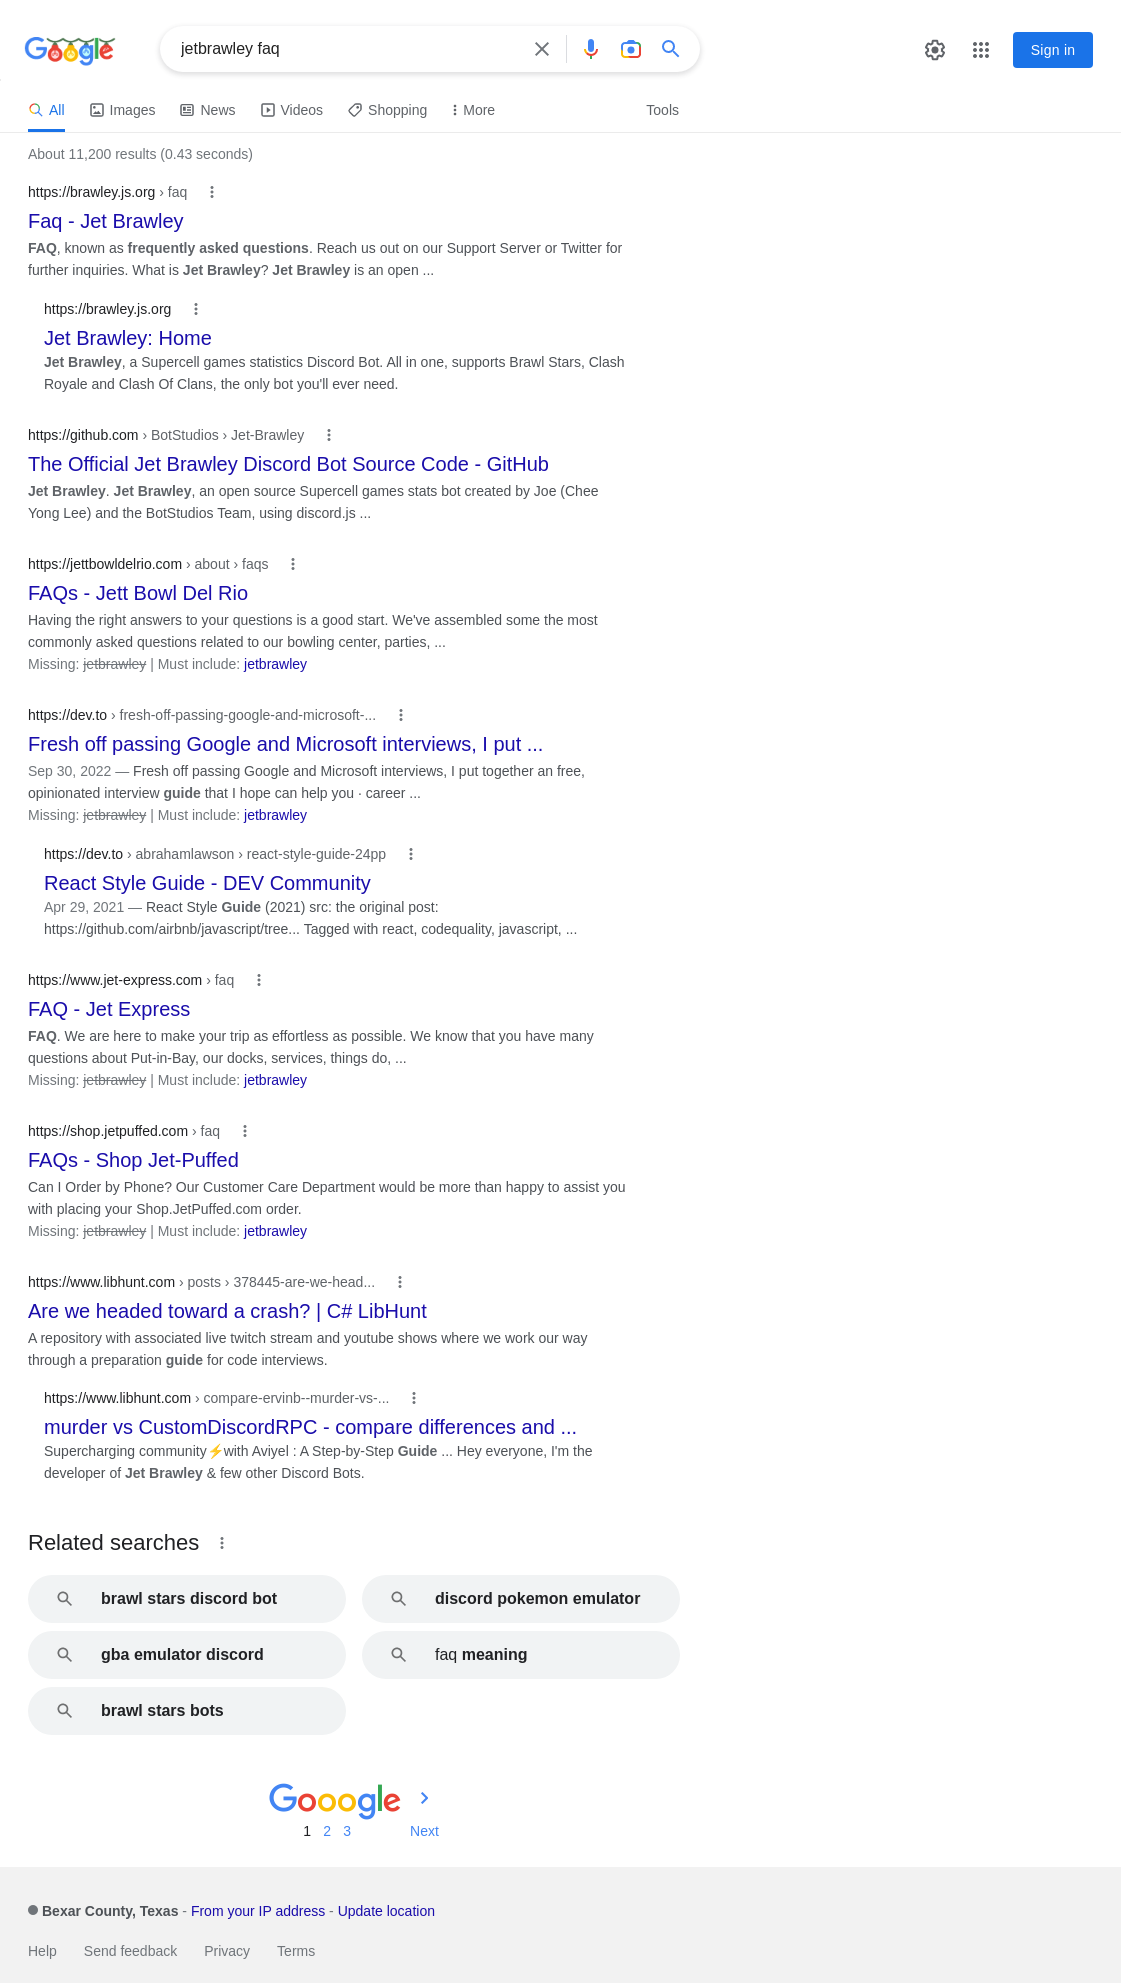 Google
jetbrawley faq
Sign in
All Images News Videos Shopping More Tools
About 11,200 results (0.43 seconds)
https://brawley.js.org › faq
Faq - Jet Brawley
FAQ, known as frequently asked questions. Reach us out on our Support Server or Twitter for
further inquiries. What is Jet Brawley? Jet Brawley is an open ...
https://brawley.js.org
Jet Brawley: Home
Jet Brawley, a Supercell games statistics Discord Bot. All in one, supports Brawl Stars, Clash
Royale and Clash Of Clans, the only bot you'll ever need.
https://github.com › BotStudios › Jet-Brawley
The Official Jet Brawley Discord Bot Source Code - GitHub
Jet Brawley. Jet Brawley, an open source Supercell games stats bot created by Joe (Chee
Yong Lee) and the BotStudios Team, using discord.js ...
https://jettbowldelrio.com › about › faqs
FAQs - Jett Bowl Del Rio
Having the right answers to your questions is a good start. We've assembled some the most
commonly asked questions related to our bowling center, parties, ...
Missing: jetbrawley | Must include: jetbrawley
https://dev.to › fresh-off-passing-google-and-microsoft-...
Fresh off passing Google and Microsoft interviews, I put ...
Sep 30, 2022 — Fresh off passing Google and Microsoft interviews, I put together an free,
opinionated interview guide that I hope can help you · career ...
Missing: jetbrawley | Must include: jetbrawley
https://dev.to › abrahamlawson › react-style-guide-24pp
React Style Guide - DEV Community
Apr 29, 2021 — React Style Guide (2021) src: the original post:
https://github.com/airbnb/javascript/tree... Tagged with react, codequality, javascript, ...
https://www.jet-express.com › faq
FAQ - Jet Express
FAQ. We are here to make your trip as effortless as possible. We know that you have many
questions about Put-in-Bay, our docks, services, things do, ...
Missing: jetbrawley | Must include: jetbrawley
https://shop.jetpuffed.com › faq
FAQs - Shop Jet-Puffed
Can I Order by Phone? Our Customer Care Department would be more than happy to assist you
with placing your Shop.JetPuffed.com order.
Missing: jetbrawley | Must include: jetbrawley
https://www.libhunt.com › posts › 378445-are-we-head...
Are we headed toward a crash? | C# LibHunt
A repository with associated live twitch stream and youtube shows where we work our way
through a preparation guide for code interviews.
https://www.libhunt.com › compare-ervinb--murder-vs-...
murder vs CustomDiscordRPC - compare differences and ...
Supercharging community⚡with Aviyel : A Step-by-Step Guide ... Hey everyone, I'm the
developer of Jet Brawley & few other Discord Bots.
Related searches
brawl stars discord bot
discord pokemon emulator
gba emulator discord
faq meaning
brawl stars bots
Gooogle
1 2 3 Next
Bexar County, Texas - From your IP address - Update location
Help Send feedback Privacy Terms